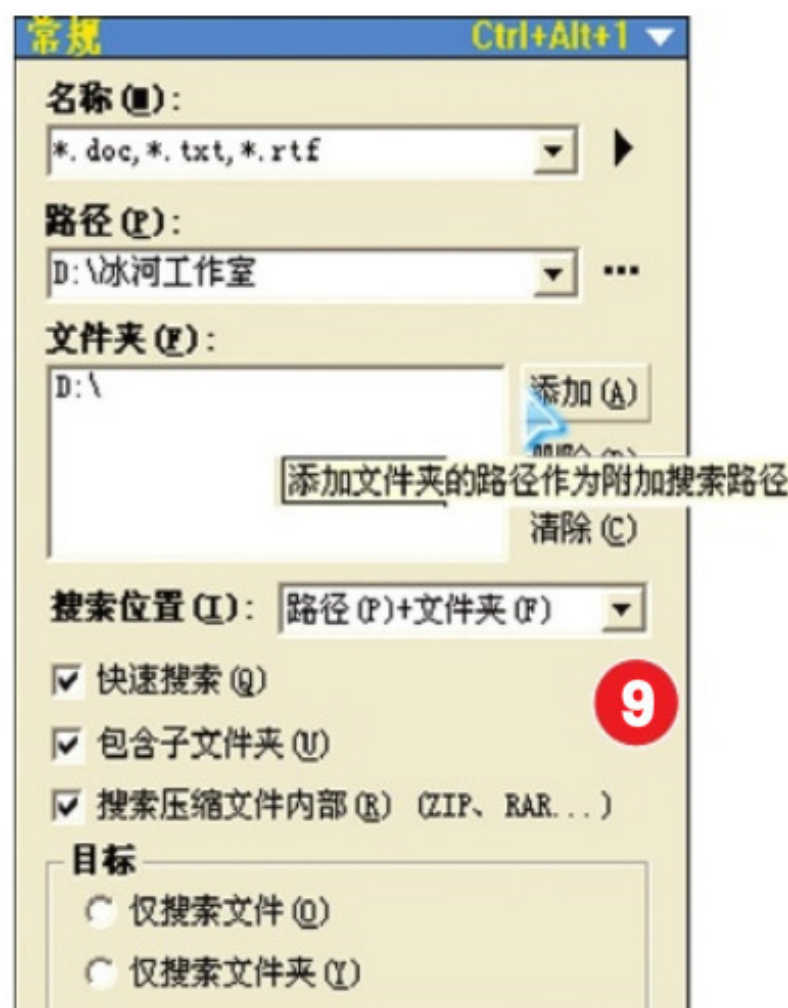 常规 Ctrl+Alt+1
名称(N):
*.doc,*.txt,*.rtf
路径(P):
D:\冰河工作室
...
文件夹(F):
D:\
添加(A)
添加文件夹的路径作为附加搜索路径
清除(C)
搜索位置(I): 路径(P)+文件夹(F)
快速搜索(Q)
包含子文件夹(U)
搜索压缩文件内部(R) (ZIP、RAR...)
9
目标
仅搜索文件(O)
仅搜索文件夹(Y)